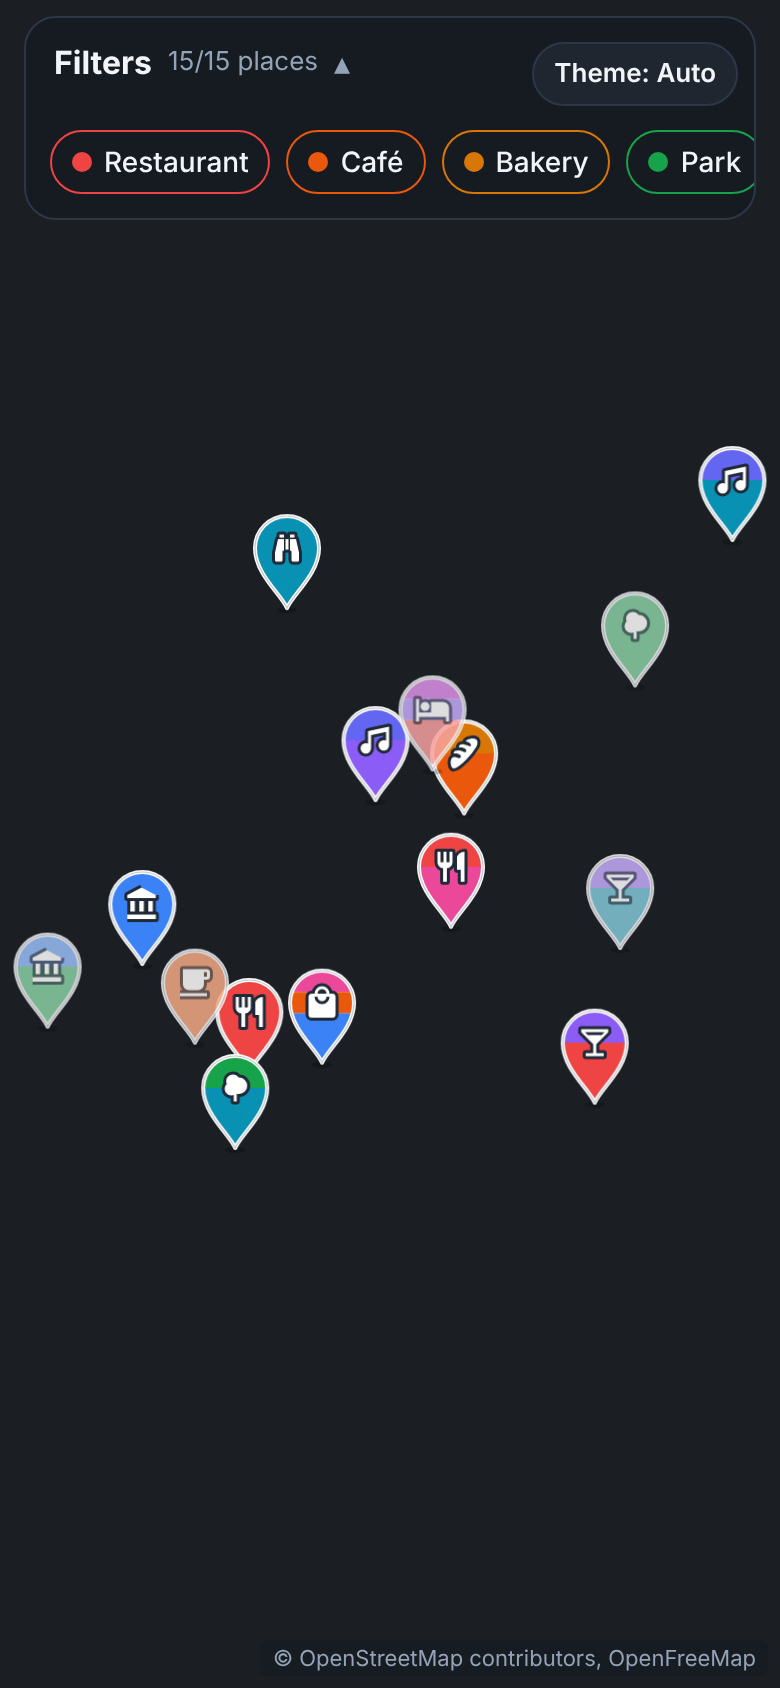 Filters 15/15 places ▲
Theme: Auto
Restaurant
Café
Bakery
Park
© OpenStreetMap contributors, OpenFreeMap